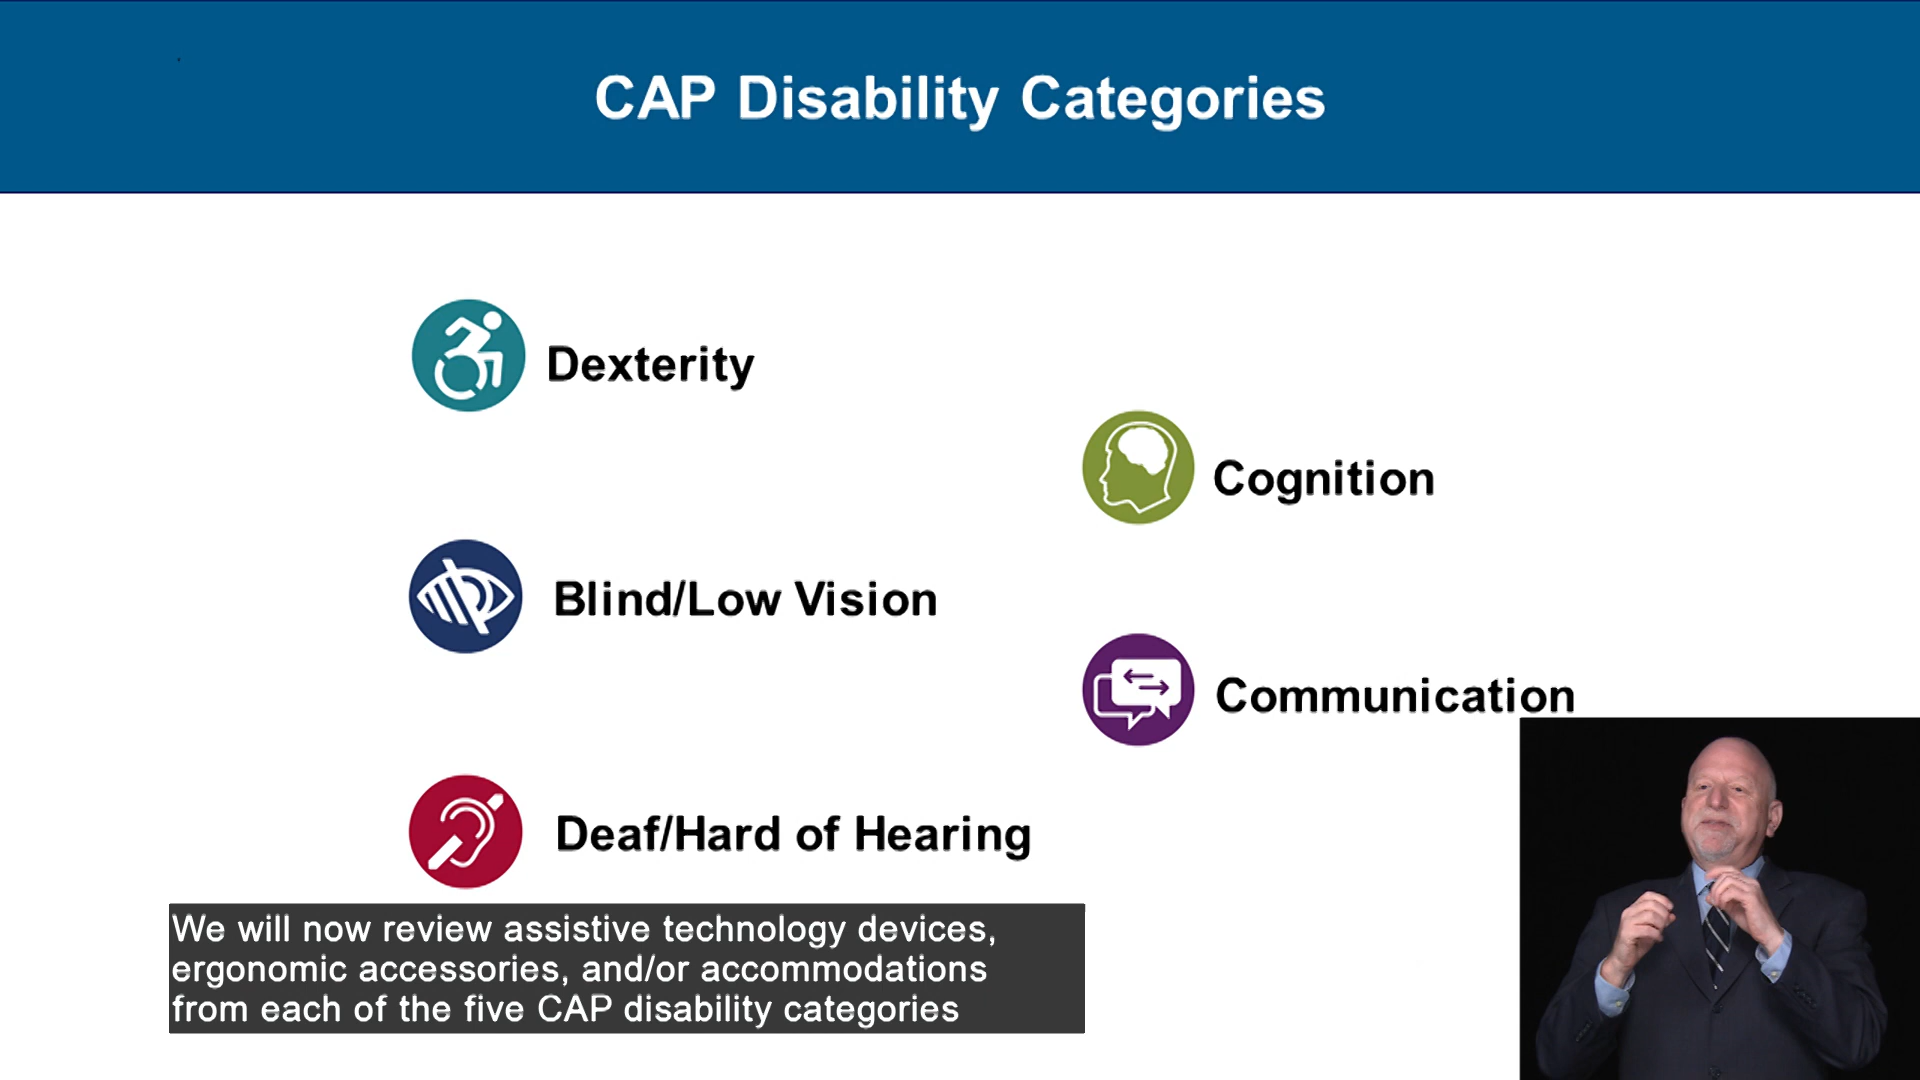 CAP Disability Categories
Dexterity
Cognition
Blind/Low Vision
Communication
Deaf/Hard of Hearing
We will now review assistive technology devices,
ergonomic accessories, and/or accommodations
from each of the five CAP disability categories